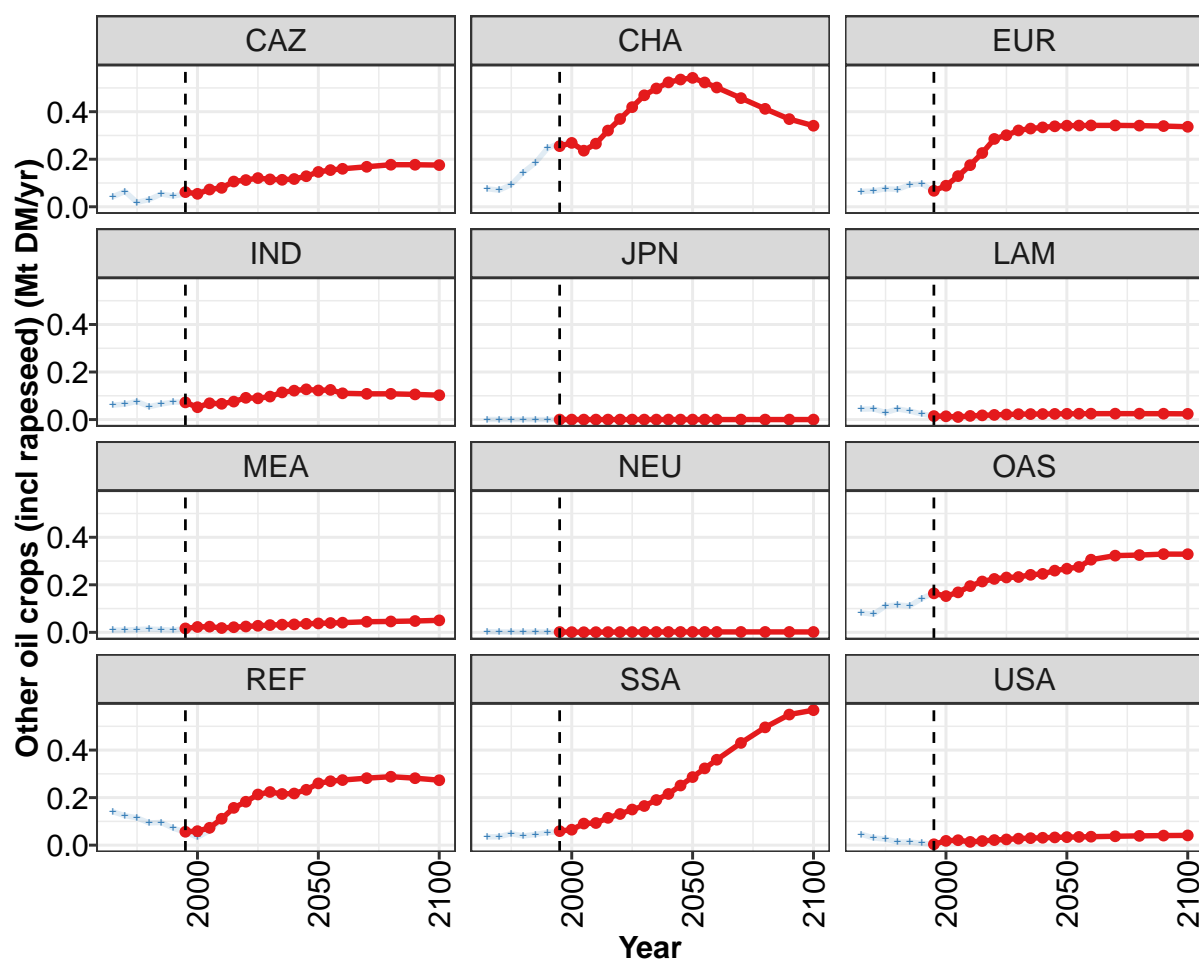 CAZ CHA EUR
0.4
0.2
0.0
IND JPN LAM
0.4
0.2
0.0
MEA NEU OAS
0.4
0.2
0.0
REF SSA USA
0.4
0.2
0.0
2000 2050 2100 2000 2050 2100 2000 2050 2100
Year
Other oil crops (incl rapeseed) (Mt DM/yr)